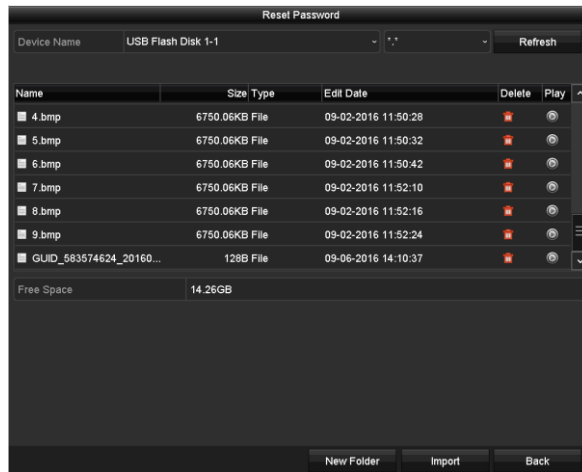 Reset Password
Device Name USB Flash Disk 1-1 *.* Refresh
Name Size Type Edit Date Delete Play
4.bmp 6750.06KB File 09-02-2016 11:50:28
5.bmp 6750.06KB File 09-02-2016 11:50:32
6.bmp 6750.06KB File 09-02-2016 11:50:42
7.bmp 6750.06KB File 09-02-2016 11:52:10
8.bmp 6750.06KB File 09-02-2016 11:52:16
9.bmp 6750.06KB File 09-02-2016 11:52:24
GUID_583574624_20160... 128B File 09-06-2016 14:10:37
Free Space 14.26GB
New Folder Import Back